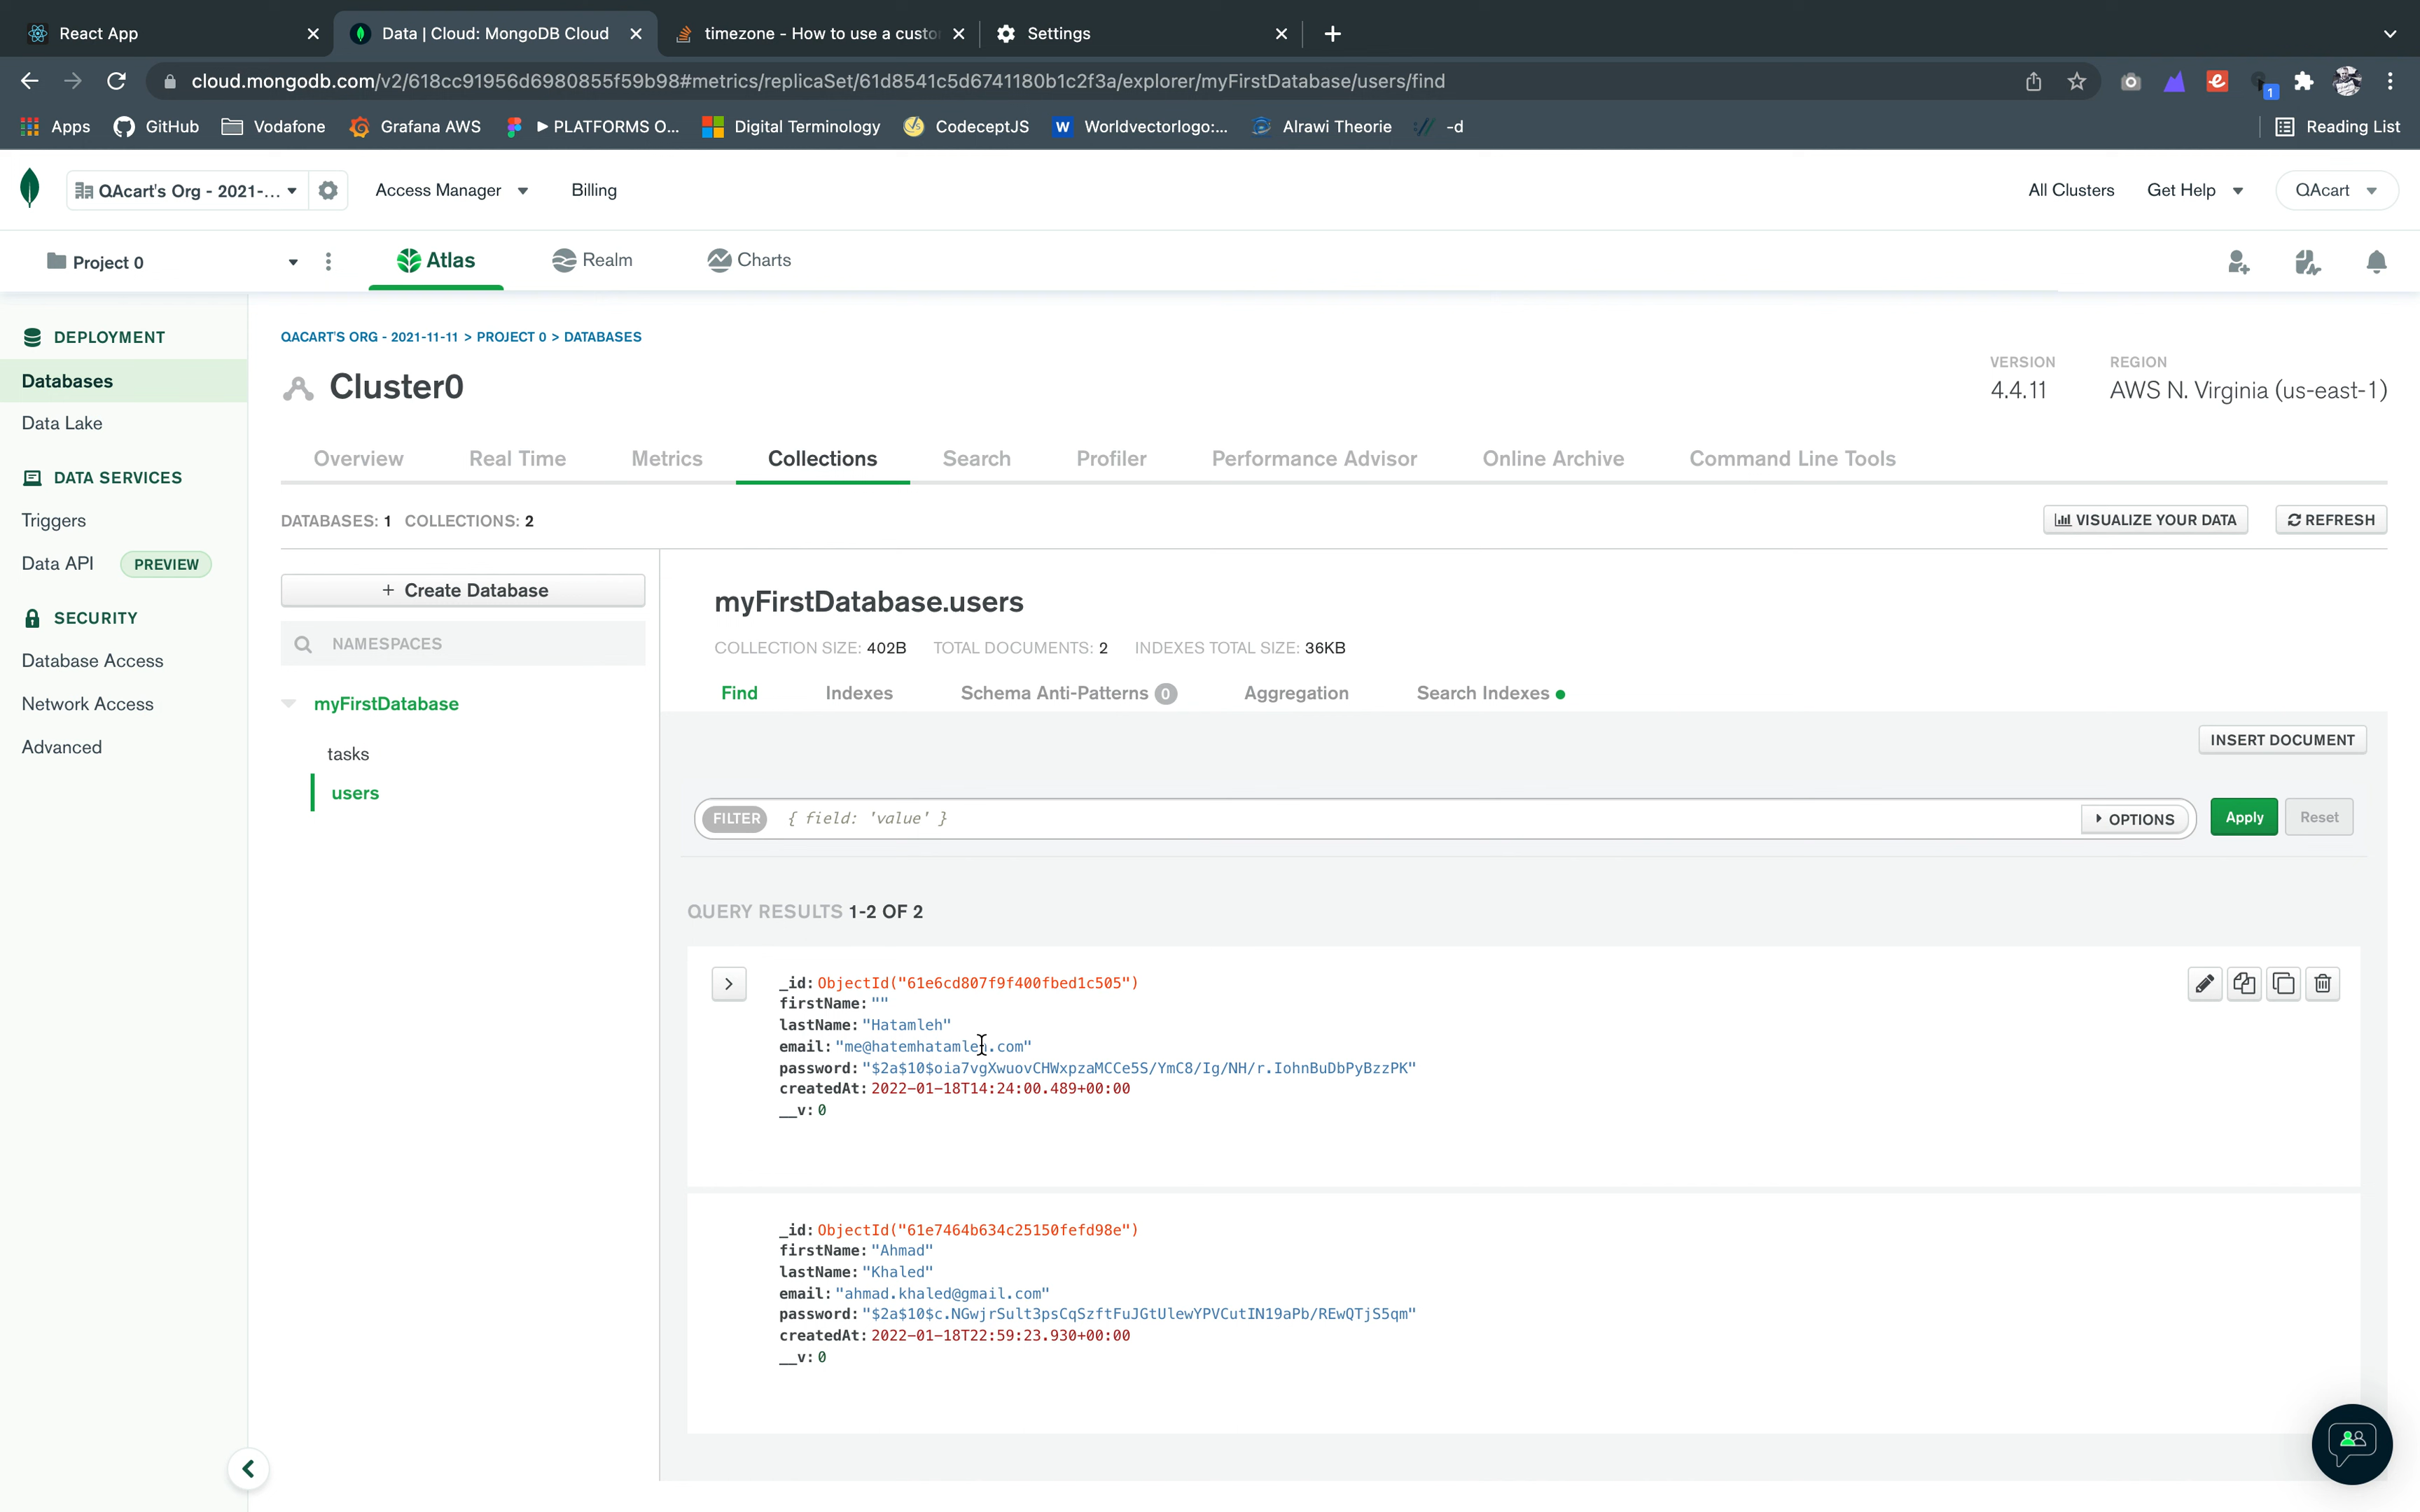 React App
Data | Cloud: MongoDB Cloud
timezone - How to use a custo
Settings
cloud.mongodb.com/v2/618cc91956d6980855f59b98#metrics/replicaSet/61d8541c5d6741180b1c2f3a/explorer/myFirstDatabase/users/find
1
Apps
GitHub
Vodafone
Grafana AWS
► PLATFORMS O...
Digital Terminology
CodeceptJS
W Worldvectorlogo:...
Alrawi Theorie
-d
Reading List
QAcart's Org - 2021-...
Access Manager
Billing
All Clusters
Get Help
QAcart
Project 0
Atlas
Realm
Charts
DEPLOYMENT
Databases
Data Lake
DATA SERVICES
Triggers
Data API PREVIEW
SECURITY
Database Access
Network Access
Advanced
QACART'S ORG - 2021-11-11 > PROJECT 0 > DATABASES
Cluster0
VERSION
4.4.11
REGION
AWS N. Virginia (us-east-1)
Overview
Real Time
Metrics
Collections
Search
Profiler
Performance Advisor
Online Archive
Command Line Tools
DATABASES: 1 COLLECTIONS: 2
VISUALIZE YOUR DATA
REFRESH
+ Create Database
NAMESPACES
myFirstDatabase
tasks
users
myFirstDatabase.users
COLLECTION SIZE: 402B TOTAL DOCUMENTS: 2 INDEXES TOTAL SIZE: 36KB
Find
Indexes
Schema Anti-Patterns 0
Aggregation
Search Indexes
INSERT DOCUMENT
FILTER { field: 'value' }
OPTIONS
Apply
Reset
QUERY RESULTS 1-2 OF 2
_id: ObjectId("61e6cd807f9f400fbed1c505")
firstName: ""
lastName: "Hatamleh"
email: "me@hatemhatamleh.com"
password: "$2a$10$oia7vgXwuovCHWxpzaMCCe5S/YmC8/Ig/NH/r.IohnBuDbPyBzzPK"
createdAt: 2022-01-18T14:24:00.489+00:00
__v: 0
_id: ObjectId("61e7464b634c25150fefd98e")
firstName: "Ahmad"
lastName: "Khaled"
email: "ahmad.khaled@gmail.com"
password: "$2a$10$c.NGwjrSult3psCqSzftFuJGtUlewYPVCutIN19aPb/REwQTjS5qm"
createdAt: 2022-01-18T22:59:23.930+00:00
__v: 0